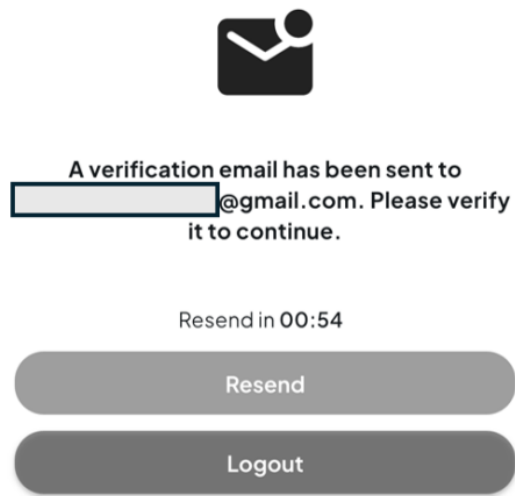 A verification email has been sent to
@gmail.com. Please verify
it to continue.
Resend in 00:54
Resend
Logout